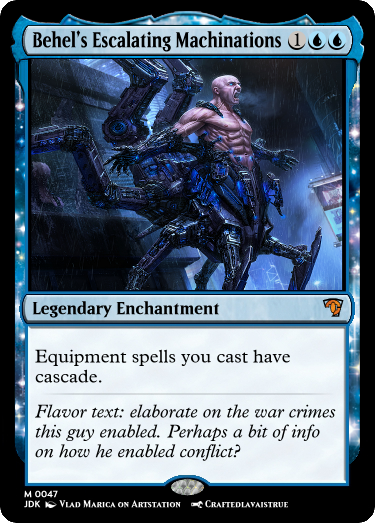 Behel's Escalating Machinations 1
Legendary Enchantment
Equipment spells you cast have
cascade.
Flavor text: elaborate on the war crimes
this guy enabled. Perhaps a bit of info
on how he enabled conflict?
M 0047
JDK Vlad Marica on Artstation Craftedlavaistrue